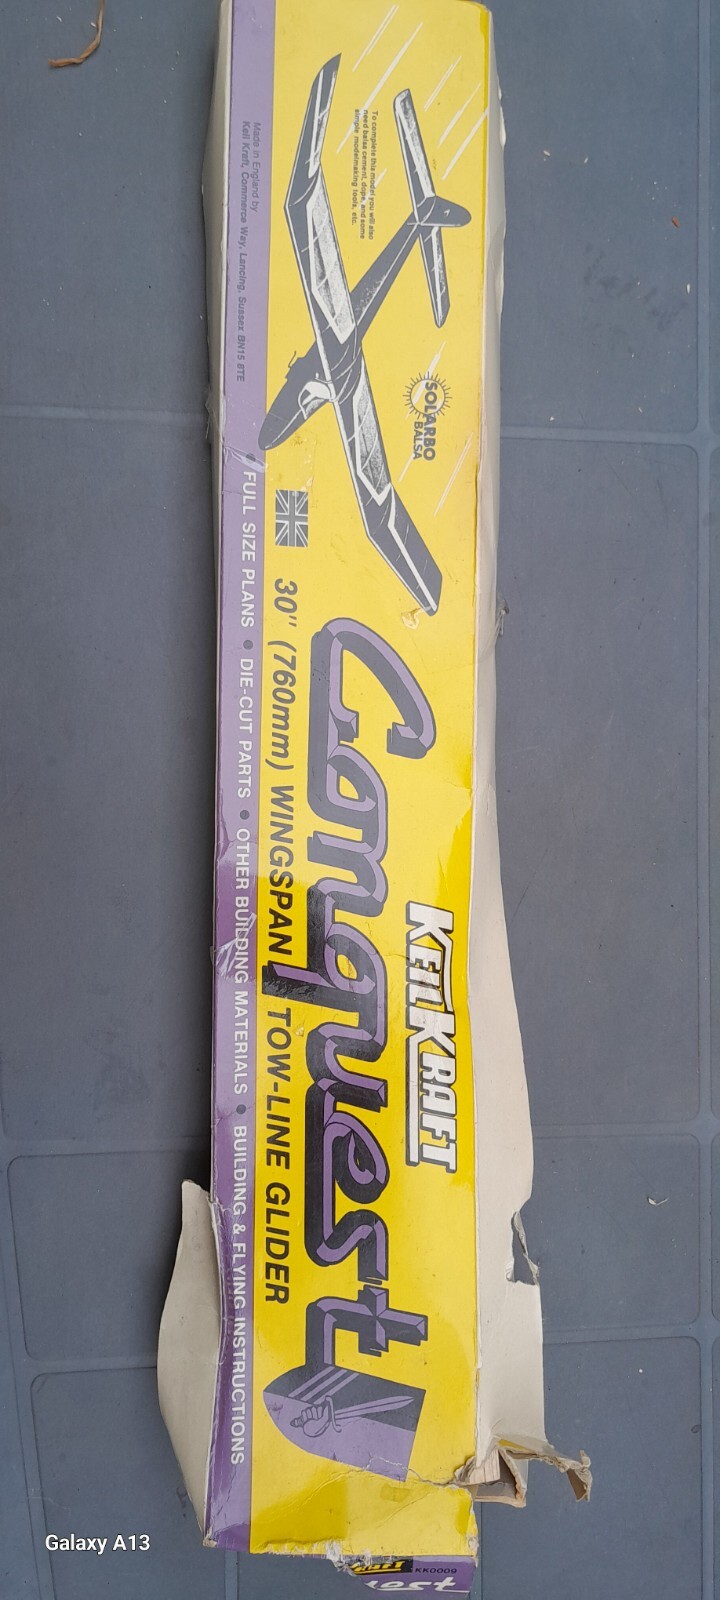 To complete this model you will also
need balsa cement, dope, and some
simple modelmaking tools, etc.
SOLARBO
BALSA
KEILKRAFT
Conquest
30" (760mm) WINGSPAN TOW-LINE GLIDER
Made in England by
Keil Kraft, Commerce Way, Lancing, Sussex BN15 8TE
• FULL SIZE PLANS • DIE-CUT PARTS • OTHER BUILDING MATERIALS • BUILDING & FLYING INSTRUCTIONS
KK0009
Galaxy A13